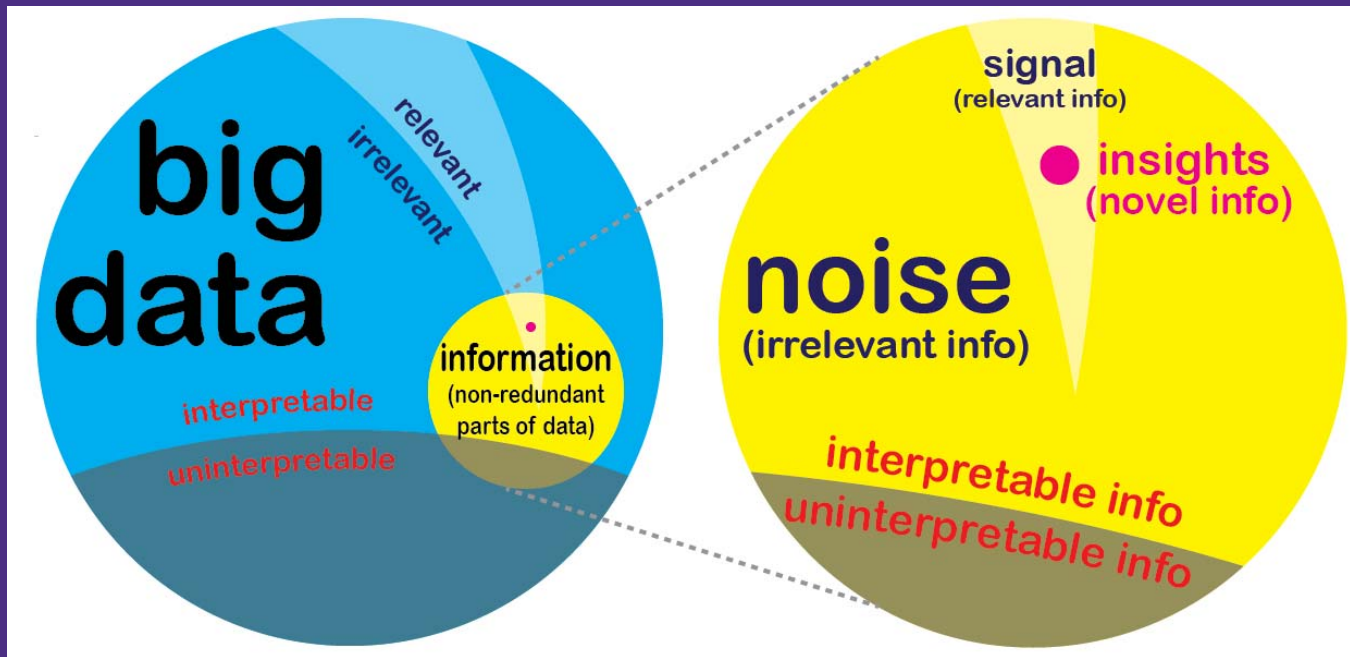 big
data
relevant
irrelevant
information
(non-redundant
parts of data)
interpretable
uninterpretable
signal
(relevant info)
insights
(novel info)
noise
(irrelevant info)
interpretable info
uninterpretable info